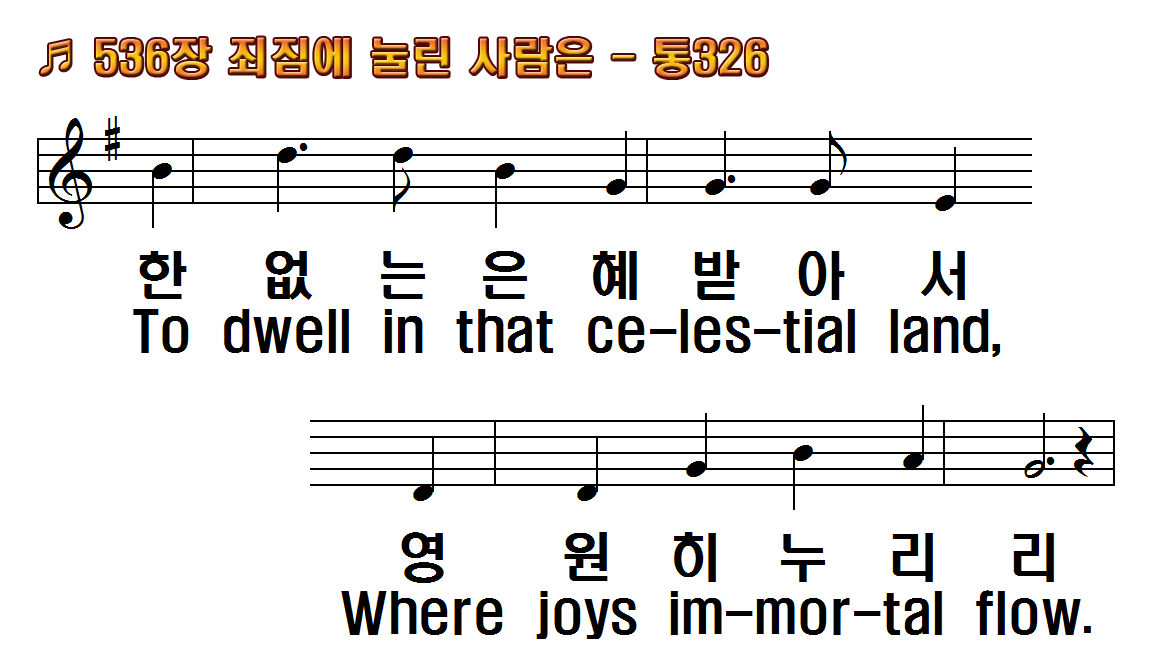 ♬ 536장 죄짐에 눌린 사람은 - 통326
한 없 는 은 혜 받 아 서
To dwell in that ce-les-tial land,
영 원 히 누 리 리
Where joys im-mor-tal flow.